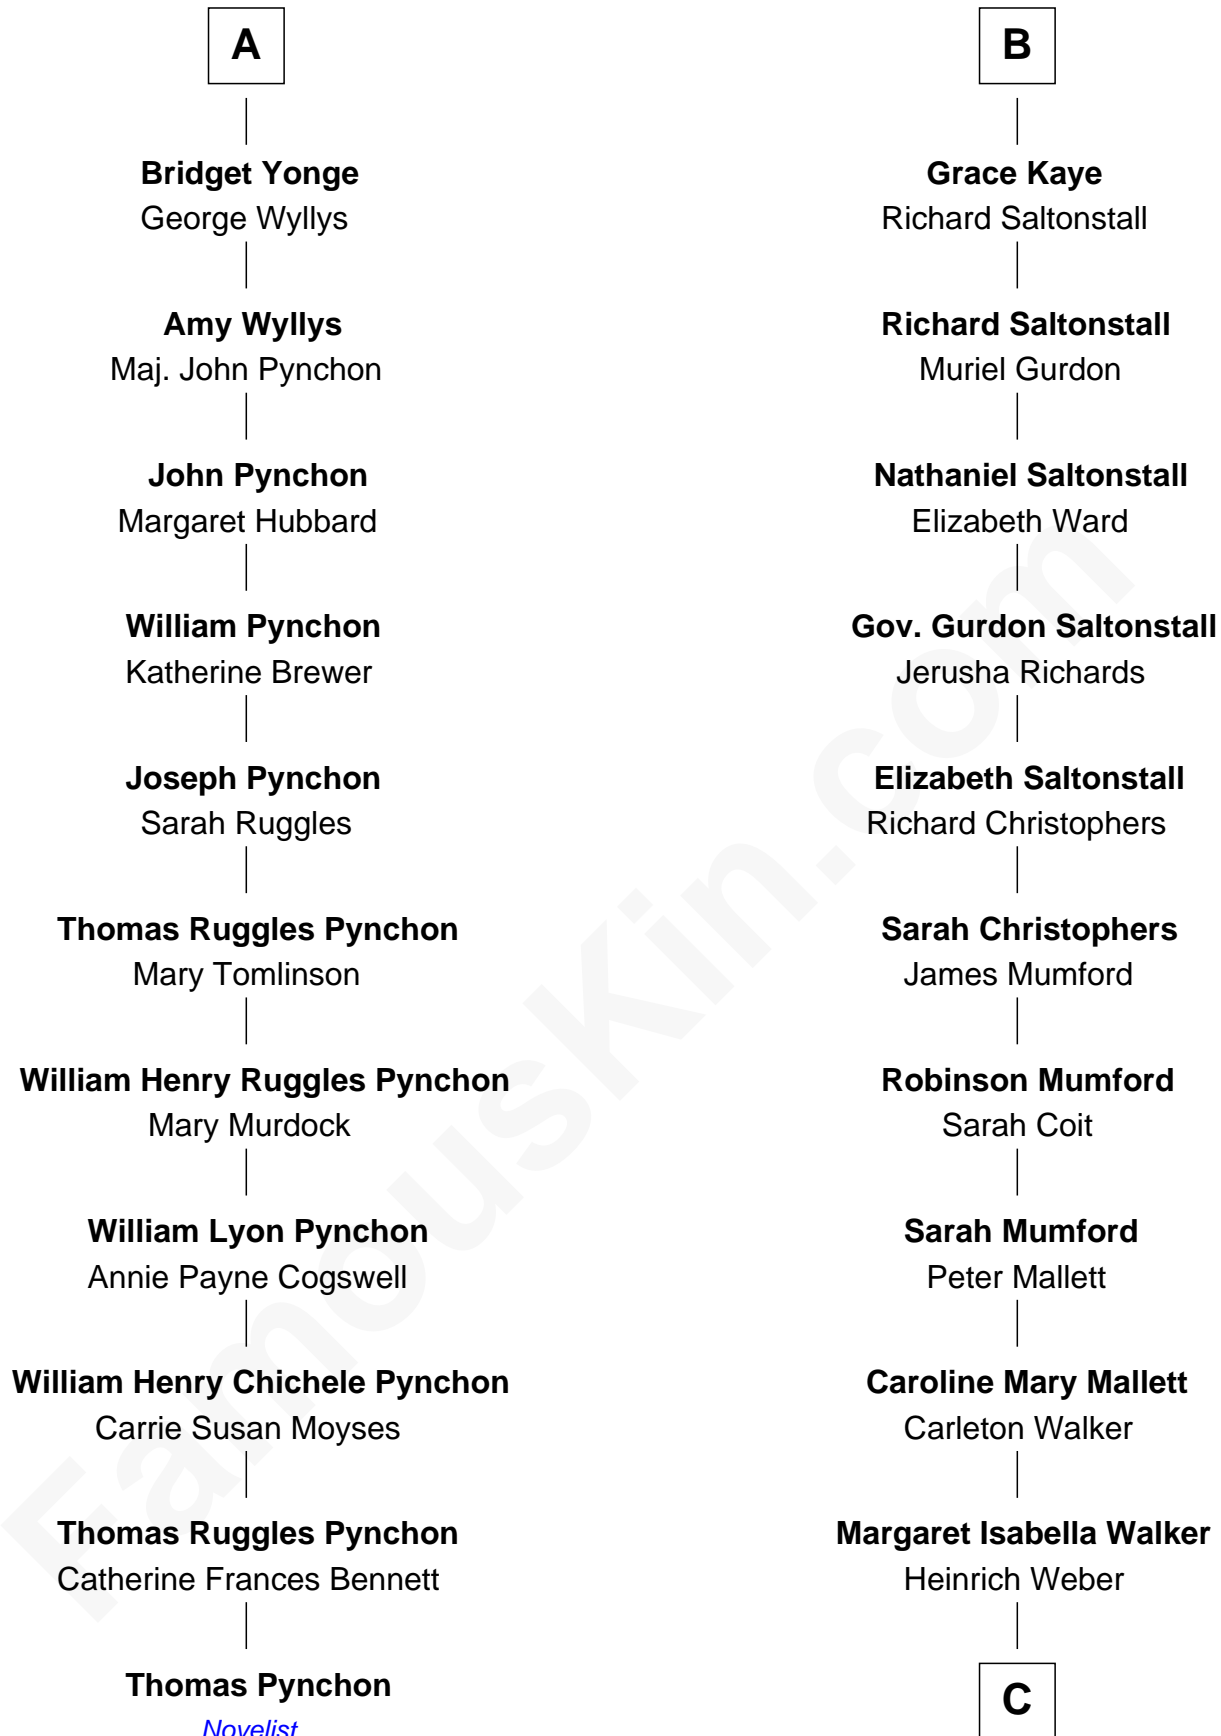 A
Bridget Yonge
George Wyllys
Amy Wyllys
Maj. John Pynchon
John Pynchon
Margaret Hubbard
William Pynchon
Katherine Brewer
Joseph Pynchon
Sarah Ruggles
Thomas Ruggles Pynchon
Mary Tomlinson
William Henry Ruggles Pynchon
Mary Murdock
William Lyon Pynchon
Annie Payne Cogswell
William Henry Chichele Pynchon
Carrie Susan Moyses
Thomas Ruggles Pynchon
Catherine Frances Bennett
Thomas Pynchon
Novelist
B
Grace Kaye
Richard Saltonstall
Richard Saltonstall
Muriel Gurdon
Nathaniel Saltonstall
Elizabeth Ward
Gov. Gurdon Saltonstall
Jerusha Richards
Elizabeth Saltonstall
Richard Christophers
Sarah Christophers
James Mumford
Robinson Mumford
Sarah Coit
Sarah Mumford
Peter Mallett
Caroline Mary Mallett
Carleton Walker
Margaret Isabella Walker
Heinrich Weber
C
FamousKin.com